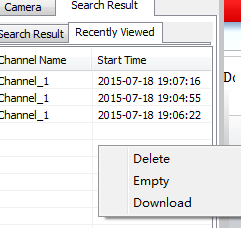 Camera Search Result
Search Result Recently Viewed
Channel Name Start Time
Channel_1 2015-07-18 19:07:16
Channel_1 2015-07-18 19:04:55
Channel_1 2015-07-18 19:06:22
Delete
Empty
Download